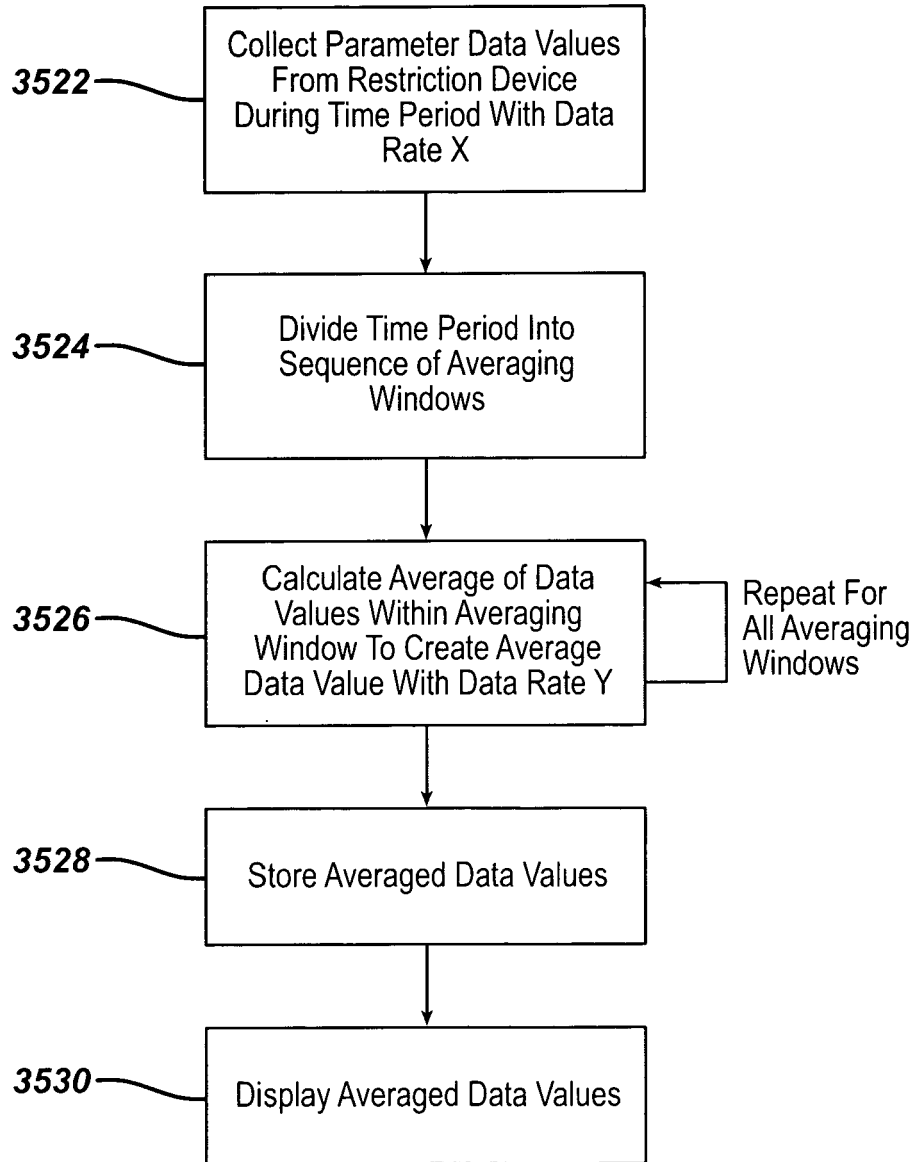 3522
Collect Parameter Data Values
From Restriction Device
During Time Period With Data
Rate X
3524
Divide Time Period Into
Sequence of Averaging
Windows
3526
Calculate Average of Data
Values Within Averaging
Window To Create Average
Data Value With Data Rate Y
Repeat For
All Averaging
Windows
3528
Store Averaged Data Values
3530
Display Averaged Data Values